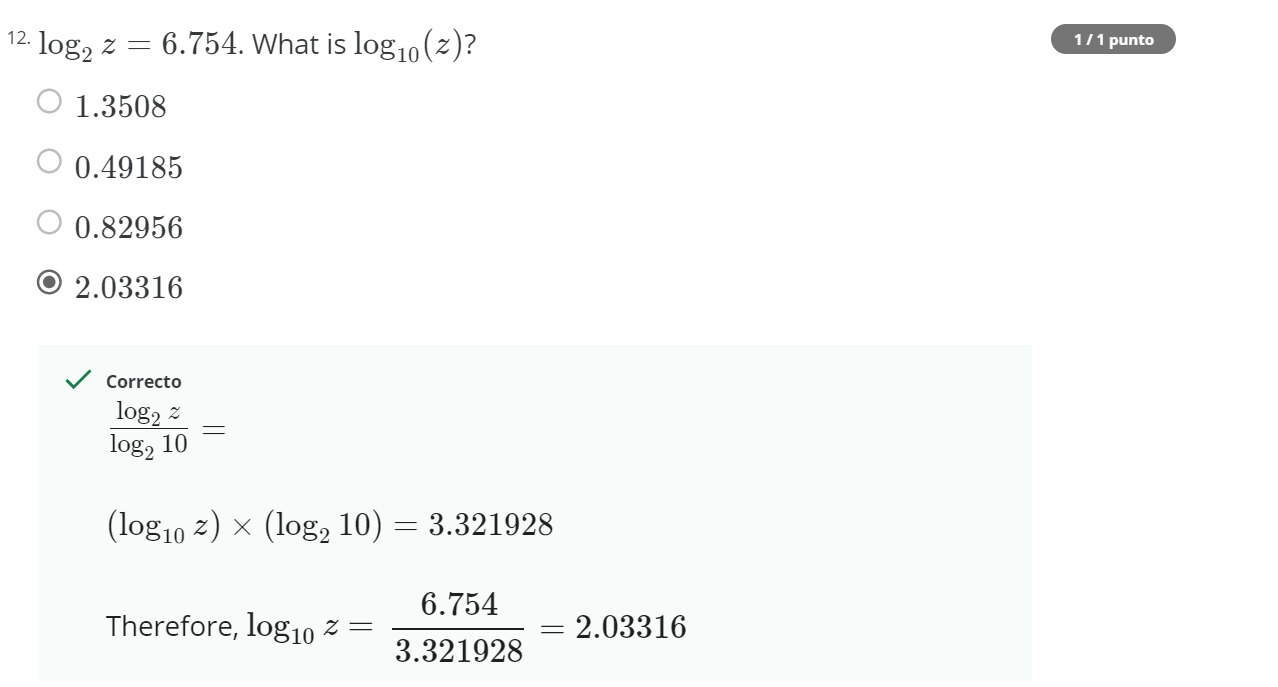 12. log₂ z = 6.754. What is log₁₀(z)?
1 / 1 punto
1.3508
0.49185
0.82956
2.03316
Correcto
log₂ z / log₂ 10 =
(log₁₀ z) × (log₂ 10) = 3.321928
Therefore, log₁₀ z = 6.754 / 3.321928 = 2.03316